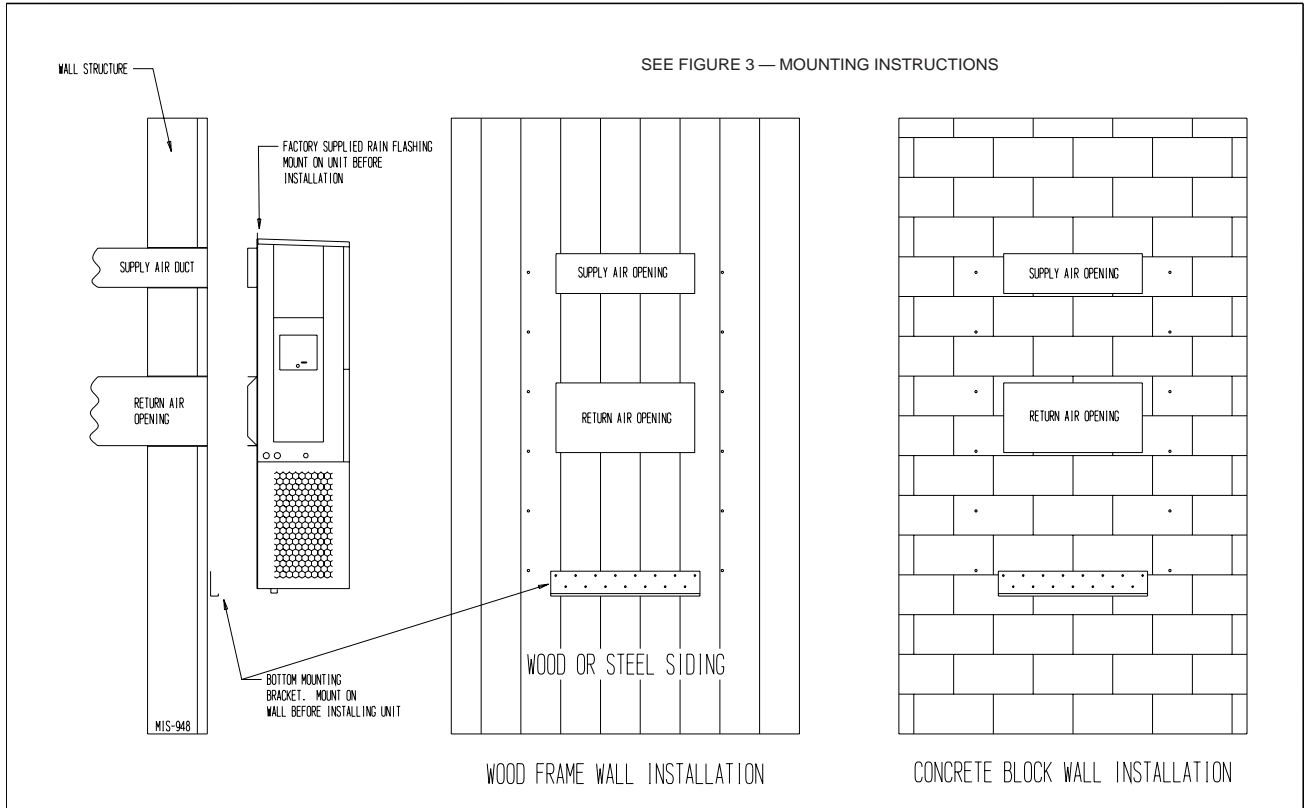 SEE FIGURE 3 — MOUNTING INSTRUCTIONS
WALL STRUCTURE
FACTORY SUPPLIED RAIN FLASHING
MOUNT ON UNIT BEFORE
INSTALLATION
SUPPLY AIR DUCT
RETURN AIR
OPENING
BOTTOM MOUNTING
BRACKET. MOUNT ON
WALL BEFORE INSTALLING UNIT
MIS-948
SUPPLY AIR OPENING
RETURN AIR OPENING
WOOD OR STEEL SIDING
WOOD FRAME WALL INSTALLATION
SUPPLY AIR OPENING
RETURN AIR OPENING
CONCRETE BLOCK WALL INSTALLATION